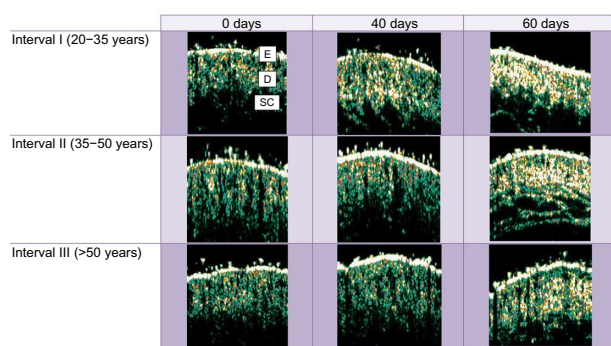 0 days 40 days 60 days
Interval I (20−35 years)
E
D
SC
Interval II (35−50 years)
Interval III (>50 years)